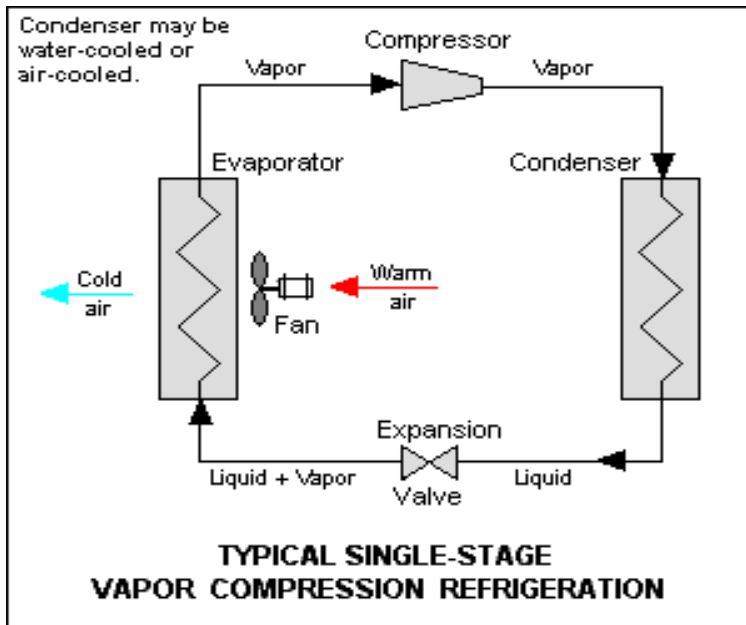 Condenser may be
water-cooled or
air-cooled.
Compressor
Vapor
Vapor
Evaporator
Condenser
Cold
air
Warm
air
Fan
Expansion
Valve
Liquid + Vapor
Liquid
TYPICAL SINGLE-STAGE
VAPOR COMPRESSION REFRIGERATION